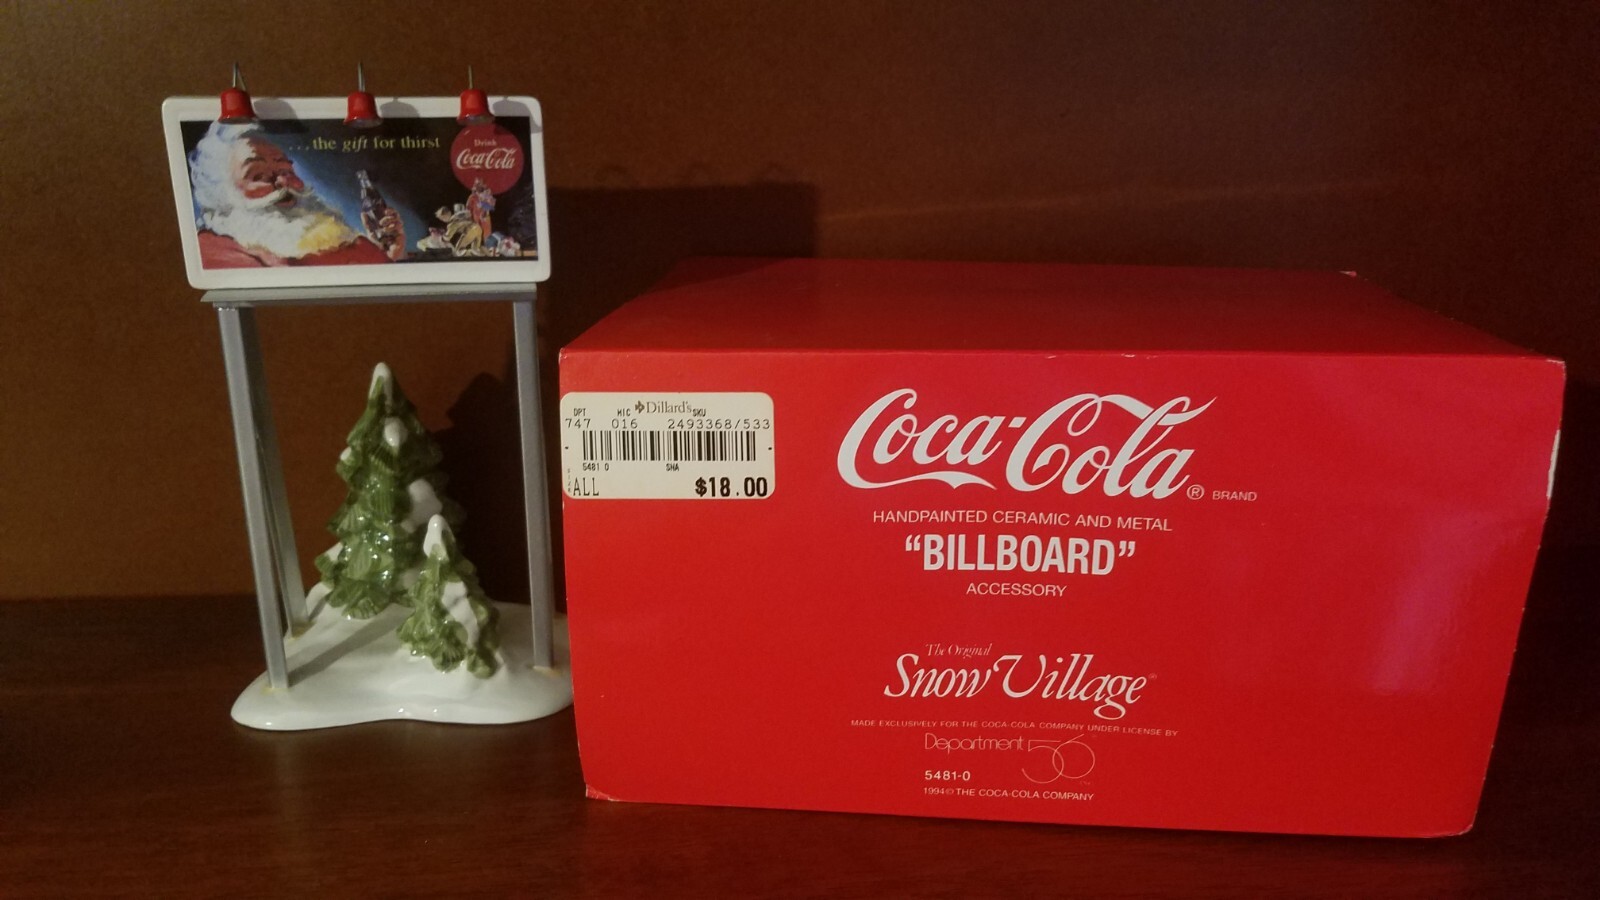 ...the gift for thirst
Drink
Coca-Cola
DPT MIC Dillard's SKU
747 016 2493368/533
5481 0 SHA
ALL $18.00
Coca-Cola® BRAND
HANDPAINTED CERAMIC AND METAL
"BILLBOARD"
ACCESSORY
The Original
Snow Village®
MADE EXCLUSIVELY FOR THE COCA-COLA COMPANY UNDER LICENSE BY
Department 56
5481-0
1994© THE COCA-COLA COMPANY